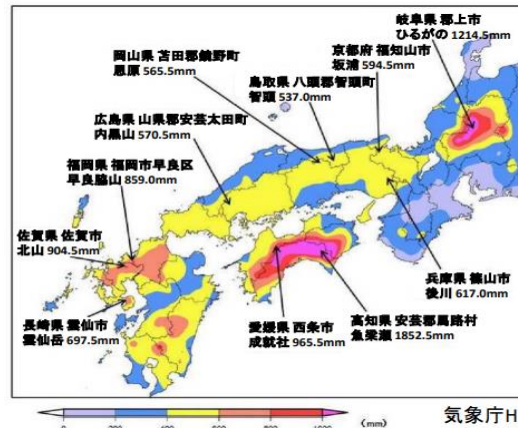 岐阜県 郡上市
ひるがの 1214.5mm
岡山県 苫田郡鏡野町
恩原 565.5mm
京都府 福知山市
坂浦 594.5mm
鳥取県 八頭郡智頭町
智頭 537.0mm
広島県 山県郡安芸太田町
内黒山 570.5mm
福岡県 福岡市早良区
早良脇山 859.0mm
佐賀県 佐賀市
北山 904.5mm
兵庫県 篠山市
後川 617.0mm
長崎県 雲仙市
雲仙岳 697.5mm
愛媛県 西条市
成就社 965.5mm
高知県 安芸郡馬路村
魚梁瀬 1852.5mm
0 200 400 600 800 1000 (mm)
気象庁H